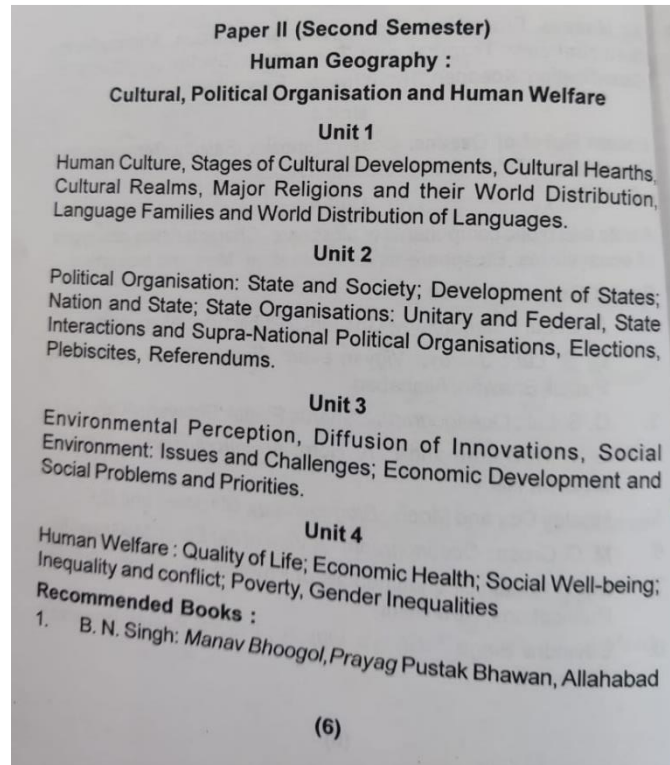 Paper II (Second Semester)
Human Geography :
Cultural, Political Organisation and Human Welfare
Unit 1
Human Culture, Stages of Cultural Developments, Cultural Hearths,
Cultural Realms, Major Religions and their World Distribution,
Language Families and World Distribution of Languages.
Unit 2
Political Organisation: State and Society; Development of States;
Nation and State; State Organisations: Unitary and Federal, State
Interactions and Supra-National Political Organisations, Elections,
Plebiscites, Referendums.
Unit 3
Environmental Perception, Diffusion of Innovations, Social
Environment: Issues and Challenges; Economic Development and
Social Problems and Priorities.
Unit 4
Human Welfare : Quality of Life; Economic Health; Social Well-being;
Inequality and conflict; Poverty, Gender Inequalities
Recommended Books :
1. B. N. Singh: Manav Bhoogol, Prayag Pustak Bhawan, Allahabad
(6)